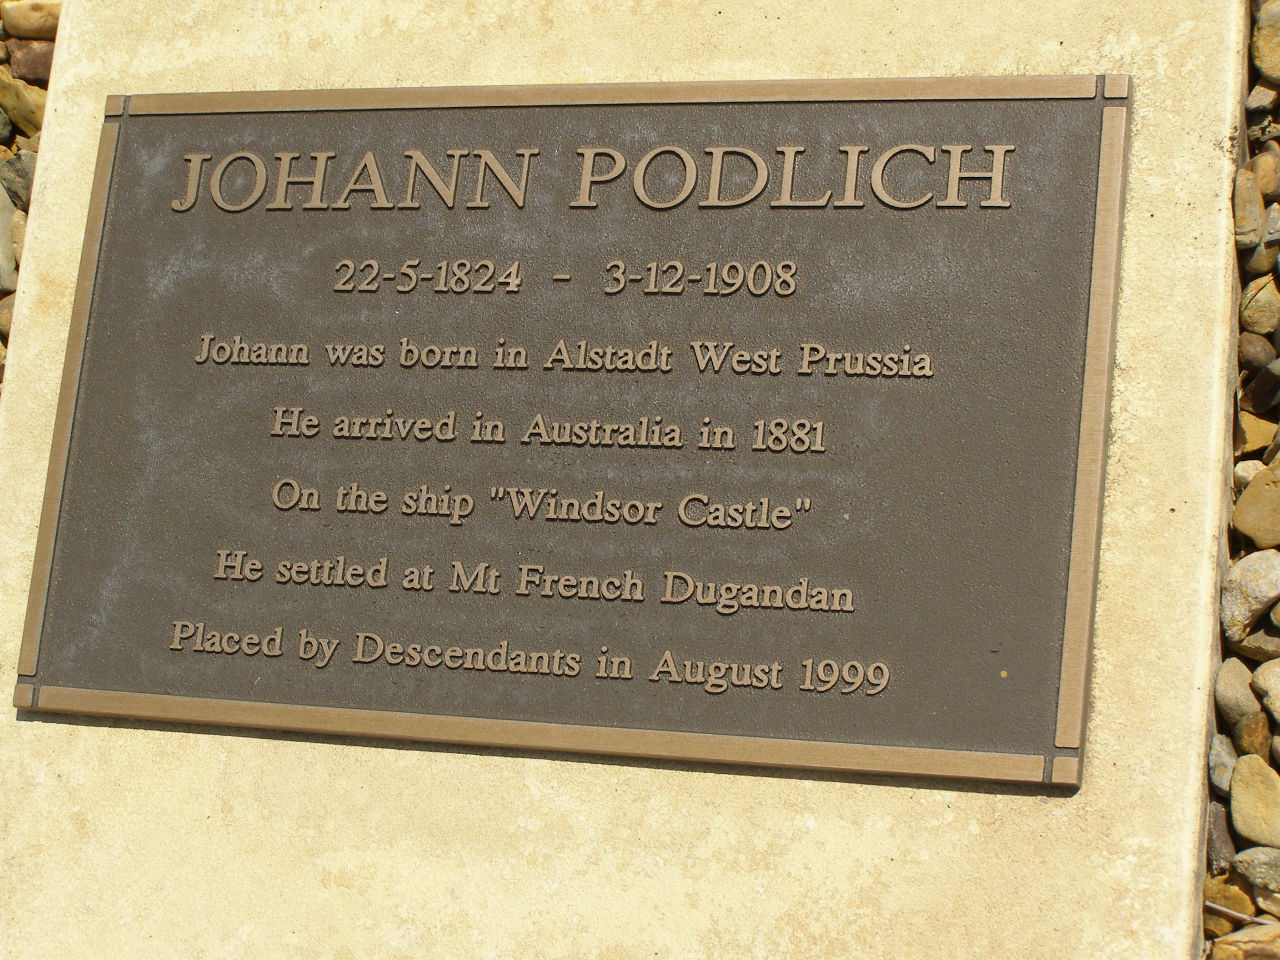 JOHANN PODLICH
22-5-1824 - 3-12-1908
Johann was born in Alstadt West Prussia
He arrived in Australia in 1881
On the ship "Windsor Castle"
He settled at Mt French Dugandan
Placed by Descendants in August 1999